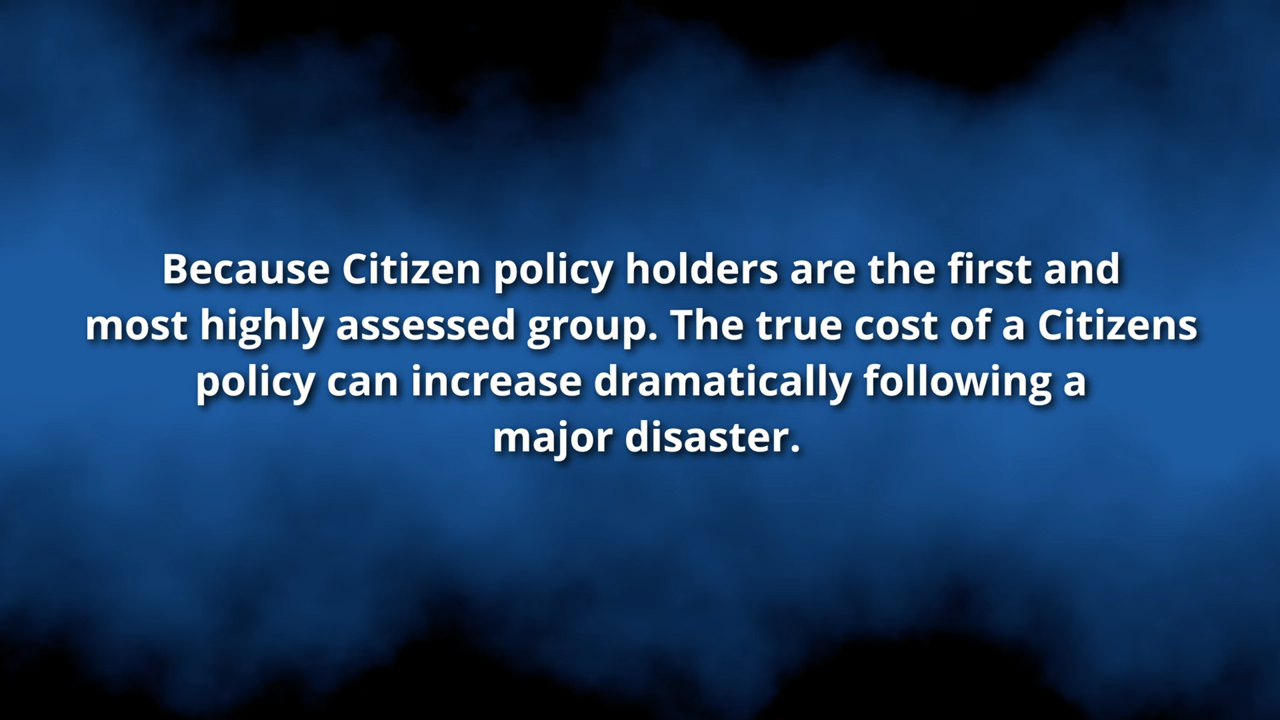 Because Citizen policy holders are the first and
most highly assessed group. The true cost of a Citizens
policy can increase dramatically following a
major disaster.